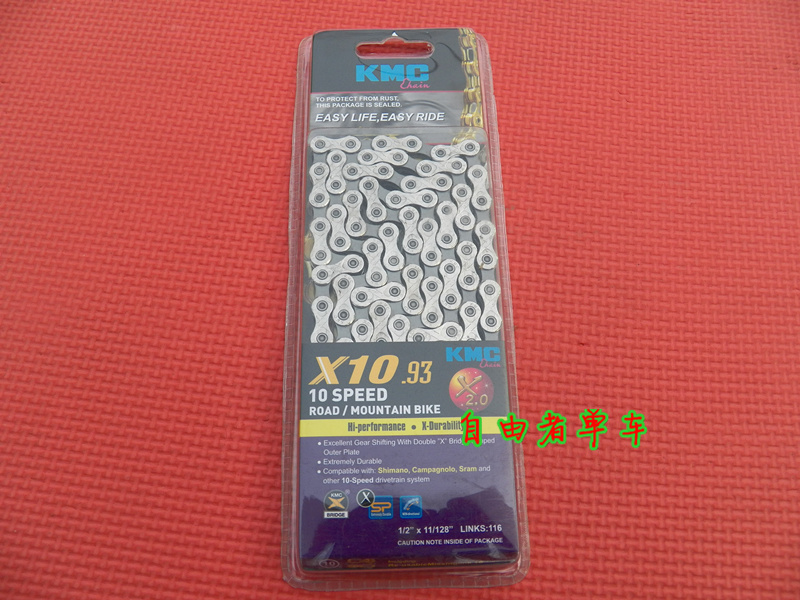 KMC
Chain
TO PROTECT FROM RUST,
THIS PACKAGE IS SEALED.
EASY LIFE,EASY RIDE
X10.93
KMC
Chain
10 SPEED
X
2.0
ROAD / MOUNTAIN BIKE
Hi-performance • X-Durability
自由者单车
• Excellent Gear Shifting With Double "X" Outer Plate
• Extremely Durable
• Compatible with: Shimano, Campagnolo, Sram and
other 10-Speed drivetrain system
KMC
X
BRIDGE
X
SP
1/2" x 11/128" LINKS:116
CAUTION NOTE INSIDE OF PACKAGE